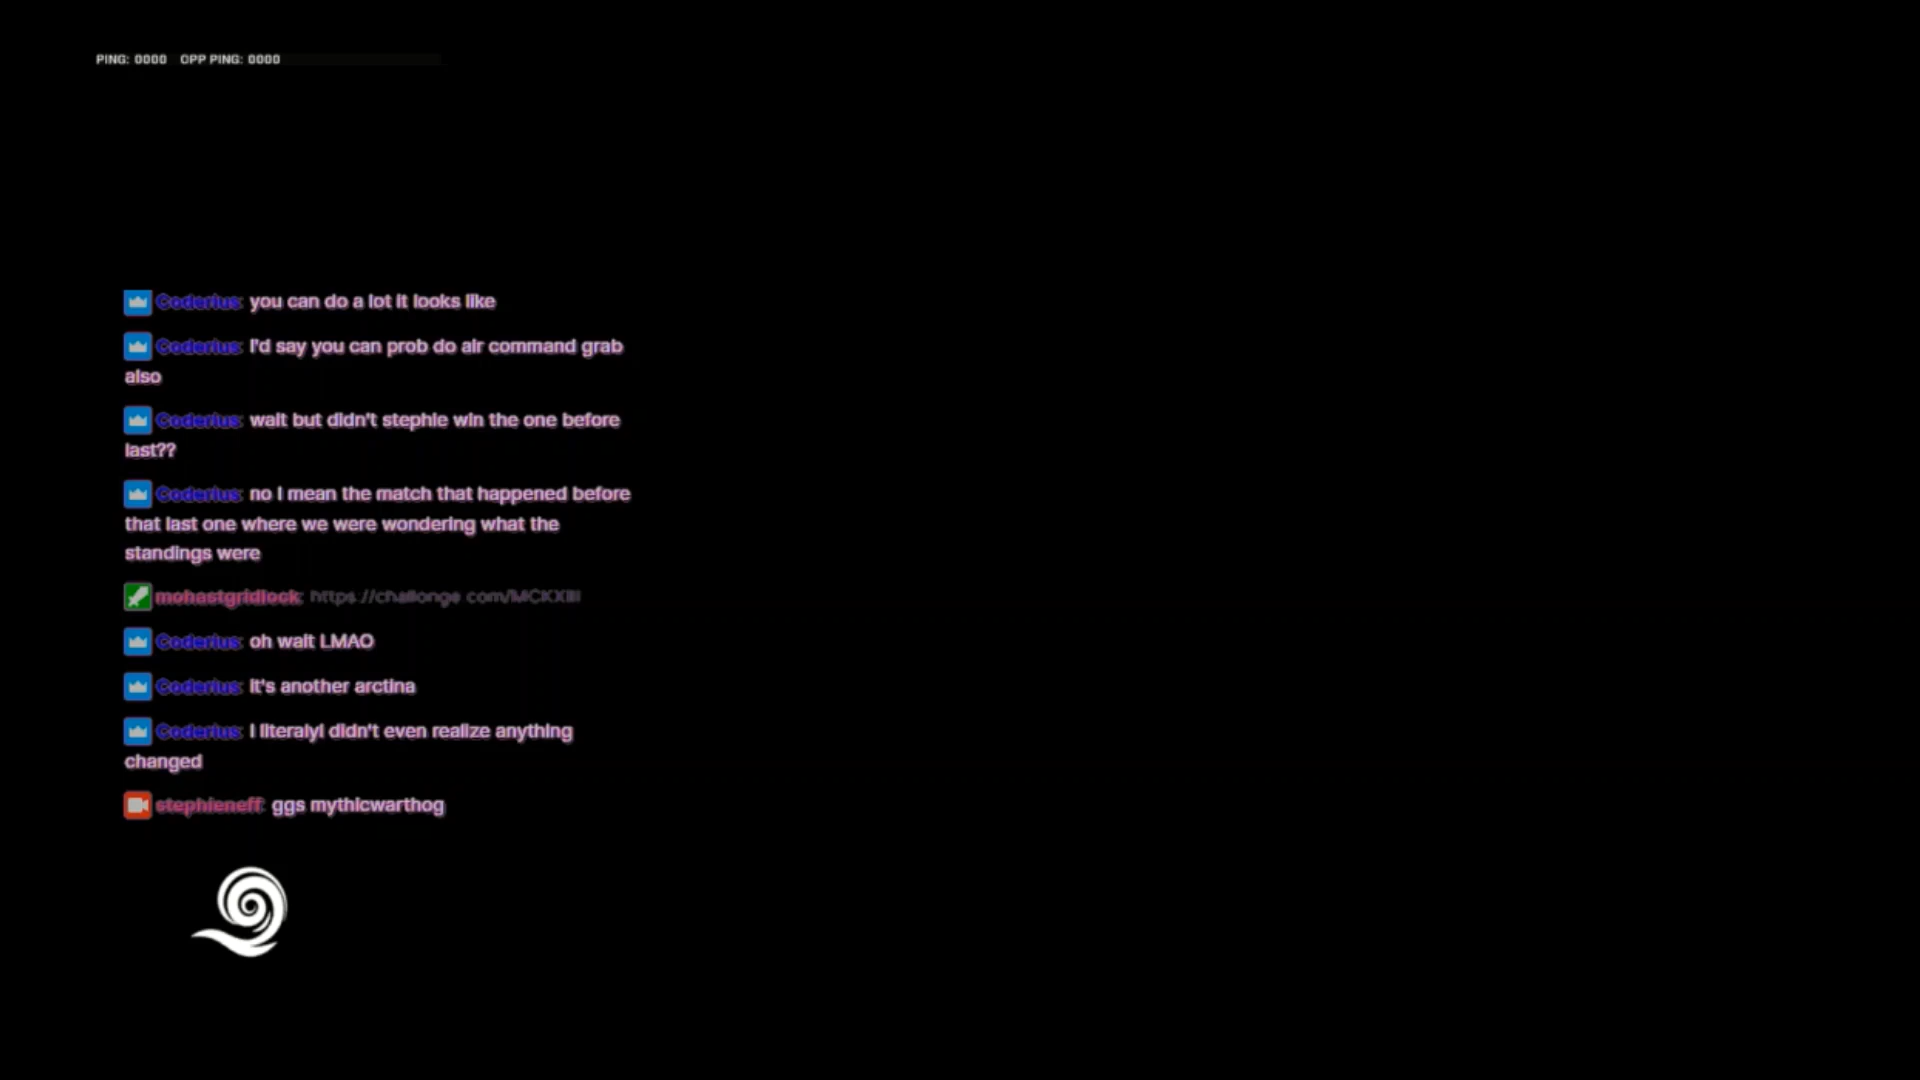 PING: 0000 OPP PING: 0000
Coderius: you can do a lot it looks like
Coderius: I'd say you can prob do air command grab
also
Coderius: wait but didn't stephie win the one before
last??
Coderius: no I mean the match that happened before
that last one where we were wondering what the
standings were
mohastgridlock: https://challonge.com/MCKXIII
Coderius: oh wait LMAO
Coderius: it's another arctina
Coderius: I literalyl didn't even realize anything
changed
stephieneff: ggs mythicwarthog